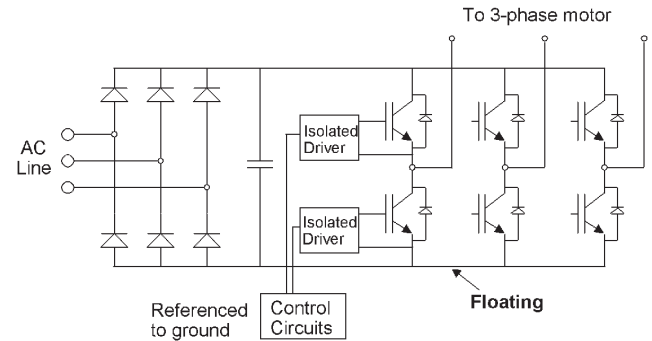 To 3-phase motor
AC
Line
Isolated
Driver
Isolated
Driver
Floating
Referenced
to ground
Control
Circuits